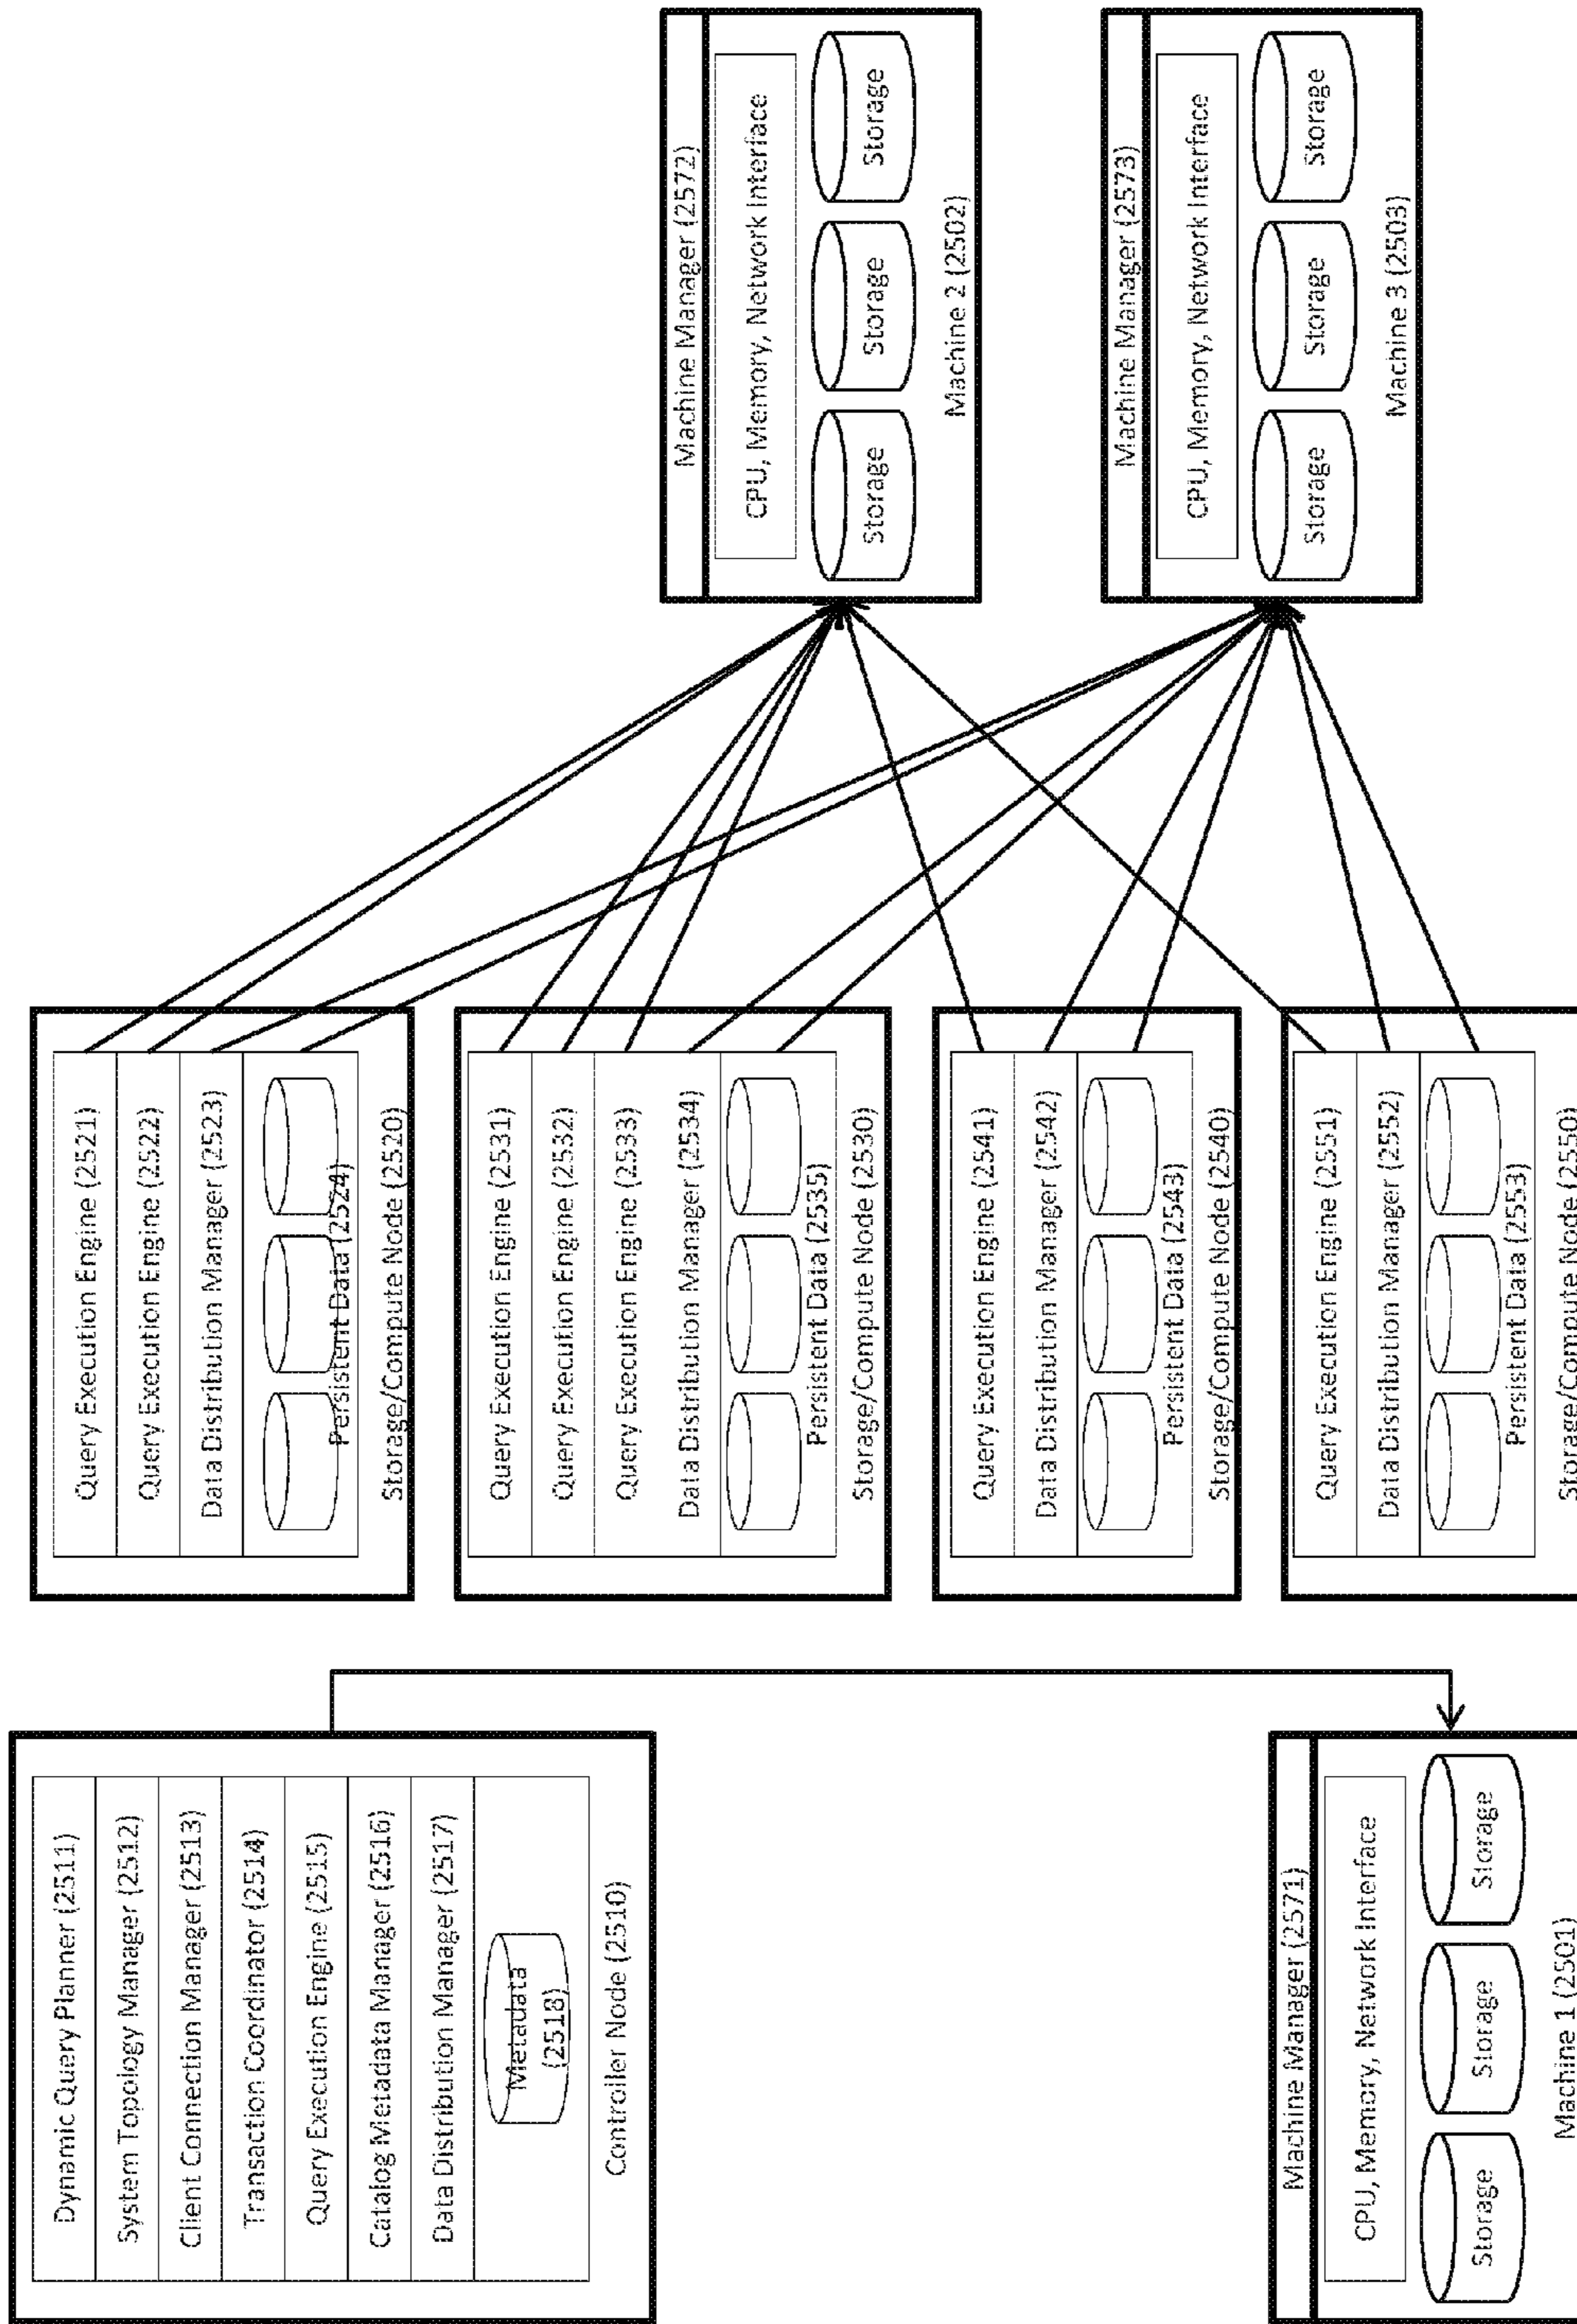 Dynamic Query Planner (2511)
System Topology Manager (2512)
Client Connection Manager (2513)
Transaction Coordinator (2514)
Query Execution Engine (2515)
Catalog Metadata Manager (2516)
Data Distribution Manager (2517)
Metadata
(2518)
Controller Node (2510)
Machine Manager (2571)
CPU, Memory, Network Interface
Storage
Storage
Storage
Machine 1 (2501)
Query Execution Engine (2521)
Query Execution Engine (2522)
Data Distribution Manager (2523)
Persistent Data (2524)
Storage/Compute Node (2520)
Query Execution Engine (2531)
Query Execution Engine (2532)
Query Execution Engine (2533)
Data Distribution Manager (2534)
Persistent Data (2535)
Storage/Compute Node (2530)
Query Execution Engine (2541)
Data Distribution Manager (2542)
Persistent Data (2543)
Storage/Compute Node (2540)
Query Execution Engine (2551)
Data Distribution Manager (2552)
Persistent Data (2553)
Storage/Compute Node (2550)
Machine Manager (2572)
CPU, Memory, Network Interface
Storage
Storage
Storage
Machine 2 (2502)
Machine Manager (2573)
CPU, Memory, Network Interface
Storage
Storage
Storage
Machine 3 (2503)